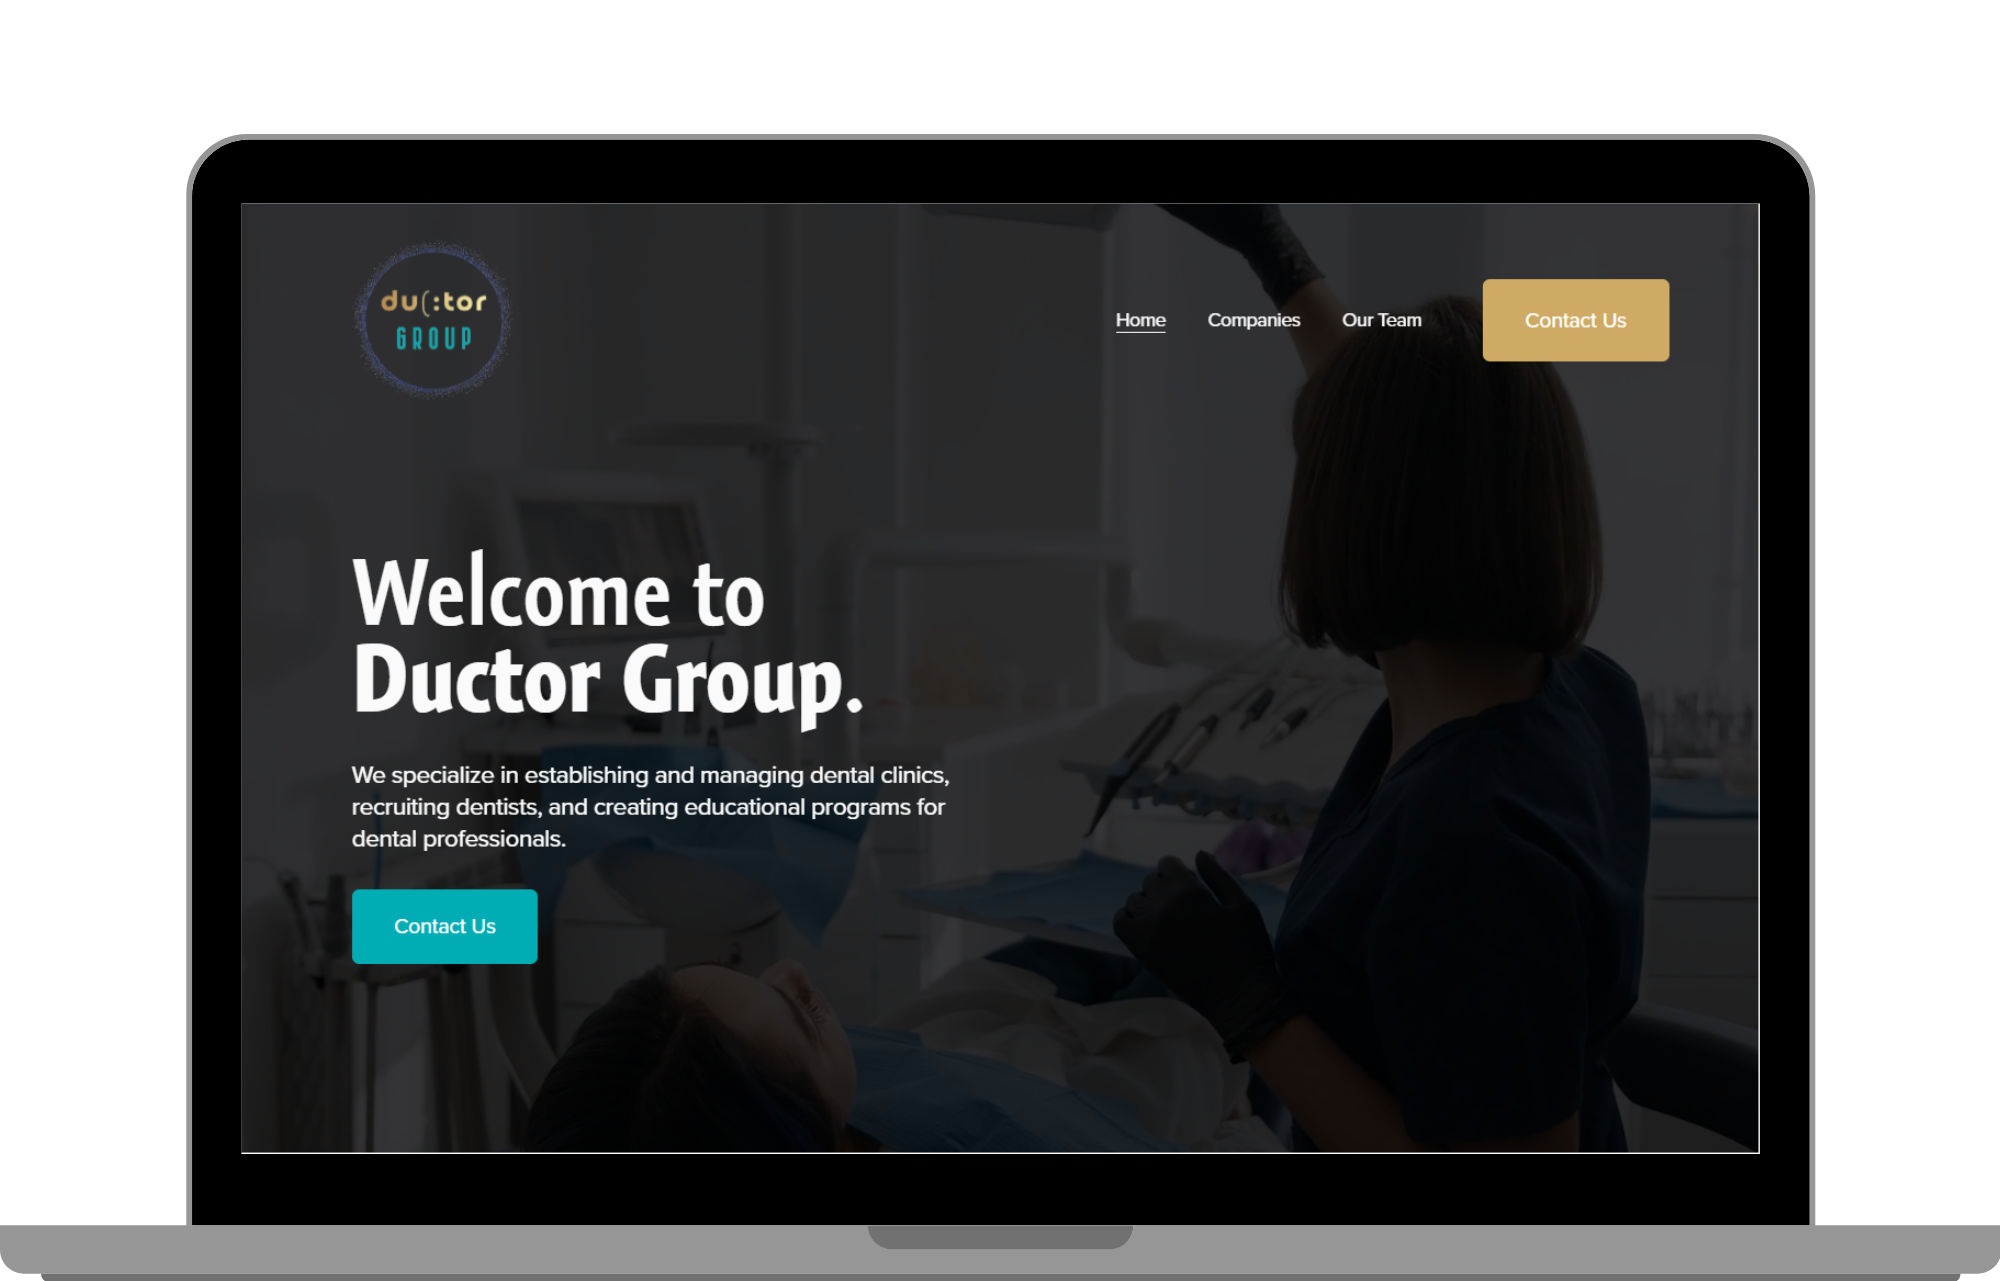 du(:tor
GROUP
Home Companies Our Team Contact Us
Welcome to
Ductor Group.
We specialize in establishing and managing dental clinics,
recruiting dentists, and creating educational programs for
dental professionals.
Contact Us